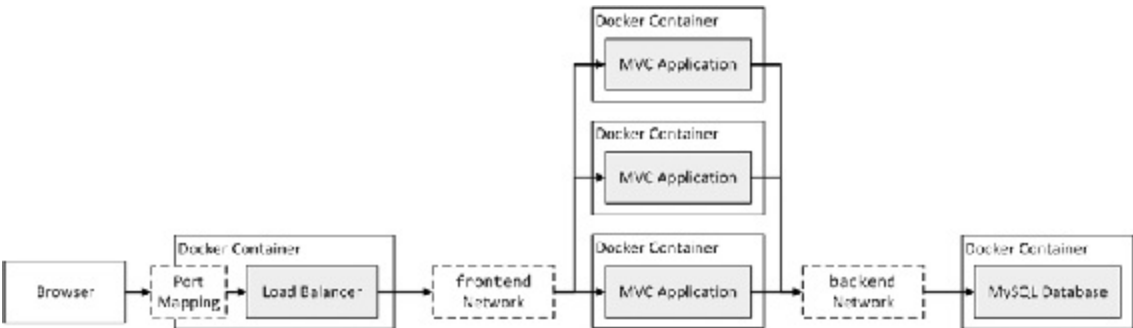 Docker Container
MVC Application
Docker Container
MVC Application
Docker Container
Docker Container
Docker Container
Browser
Port
Mapping
Load Balancer
frontend
Network
MVC Application
backend
Network
MySQL Database